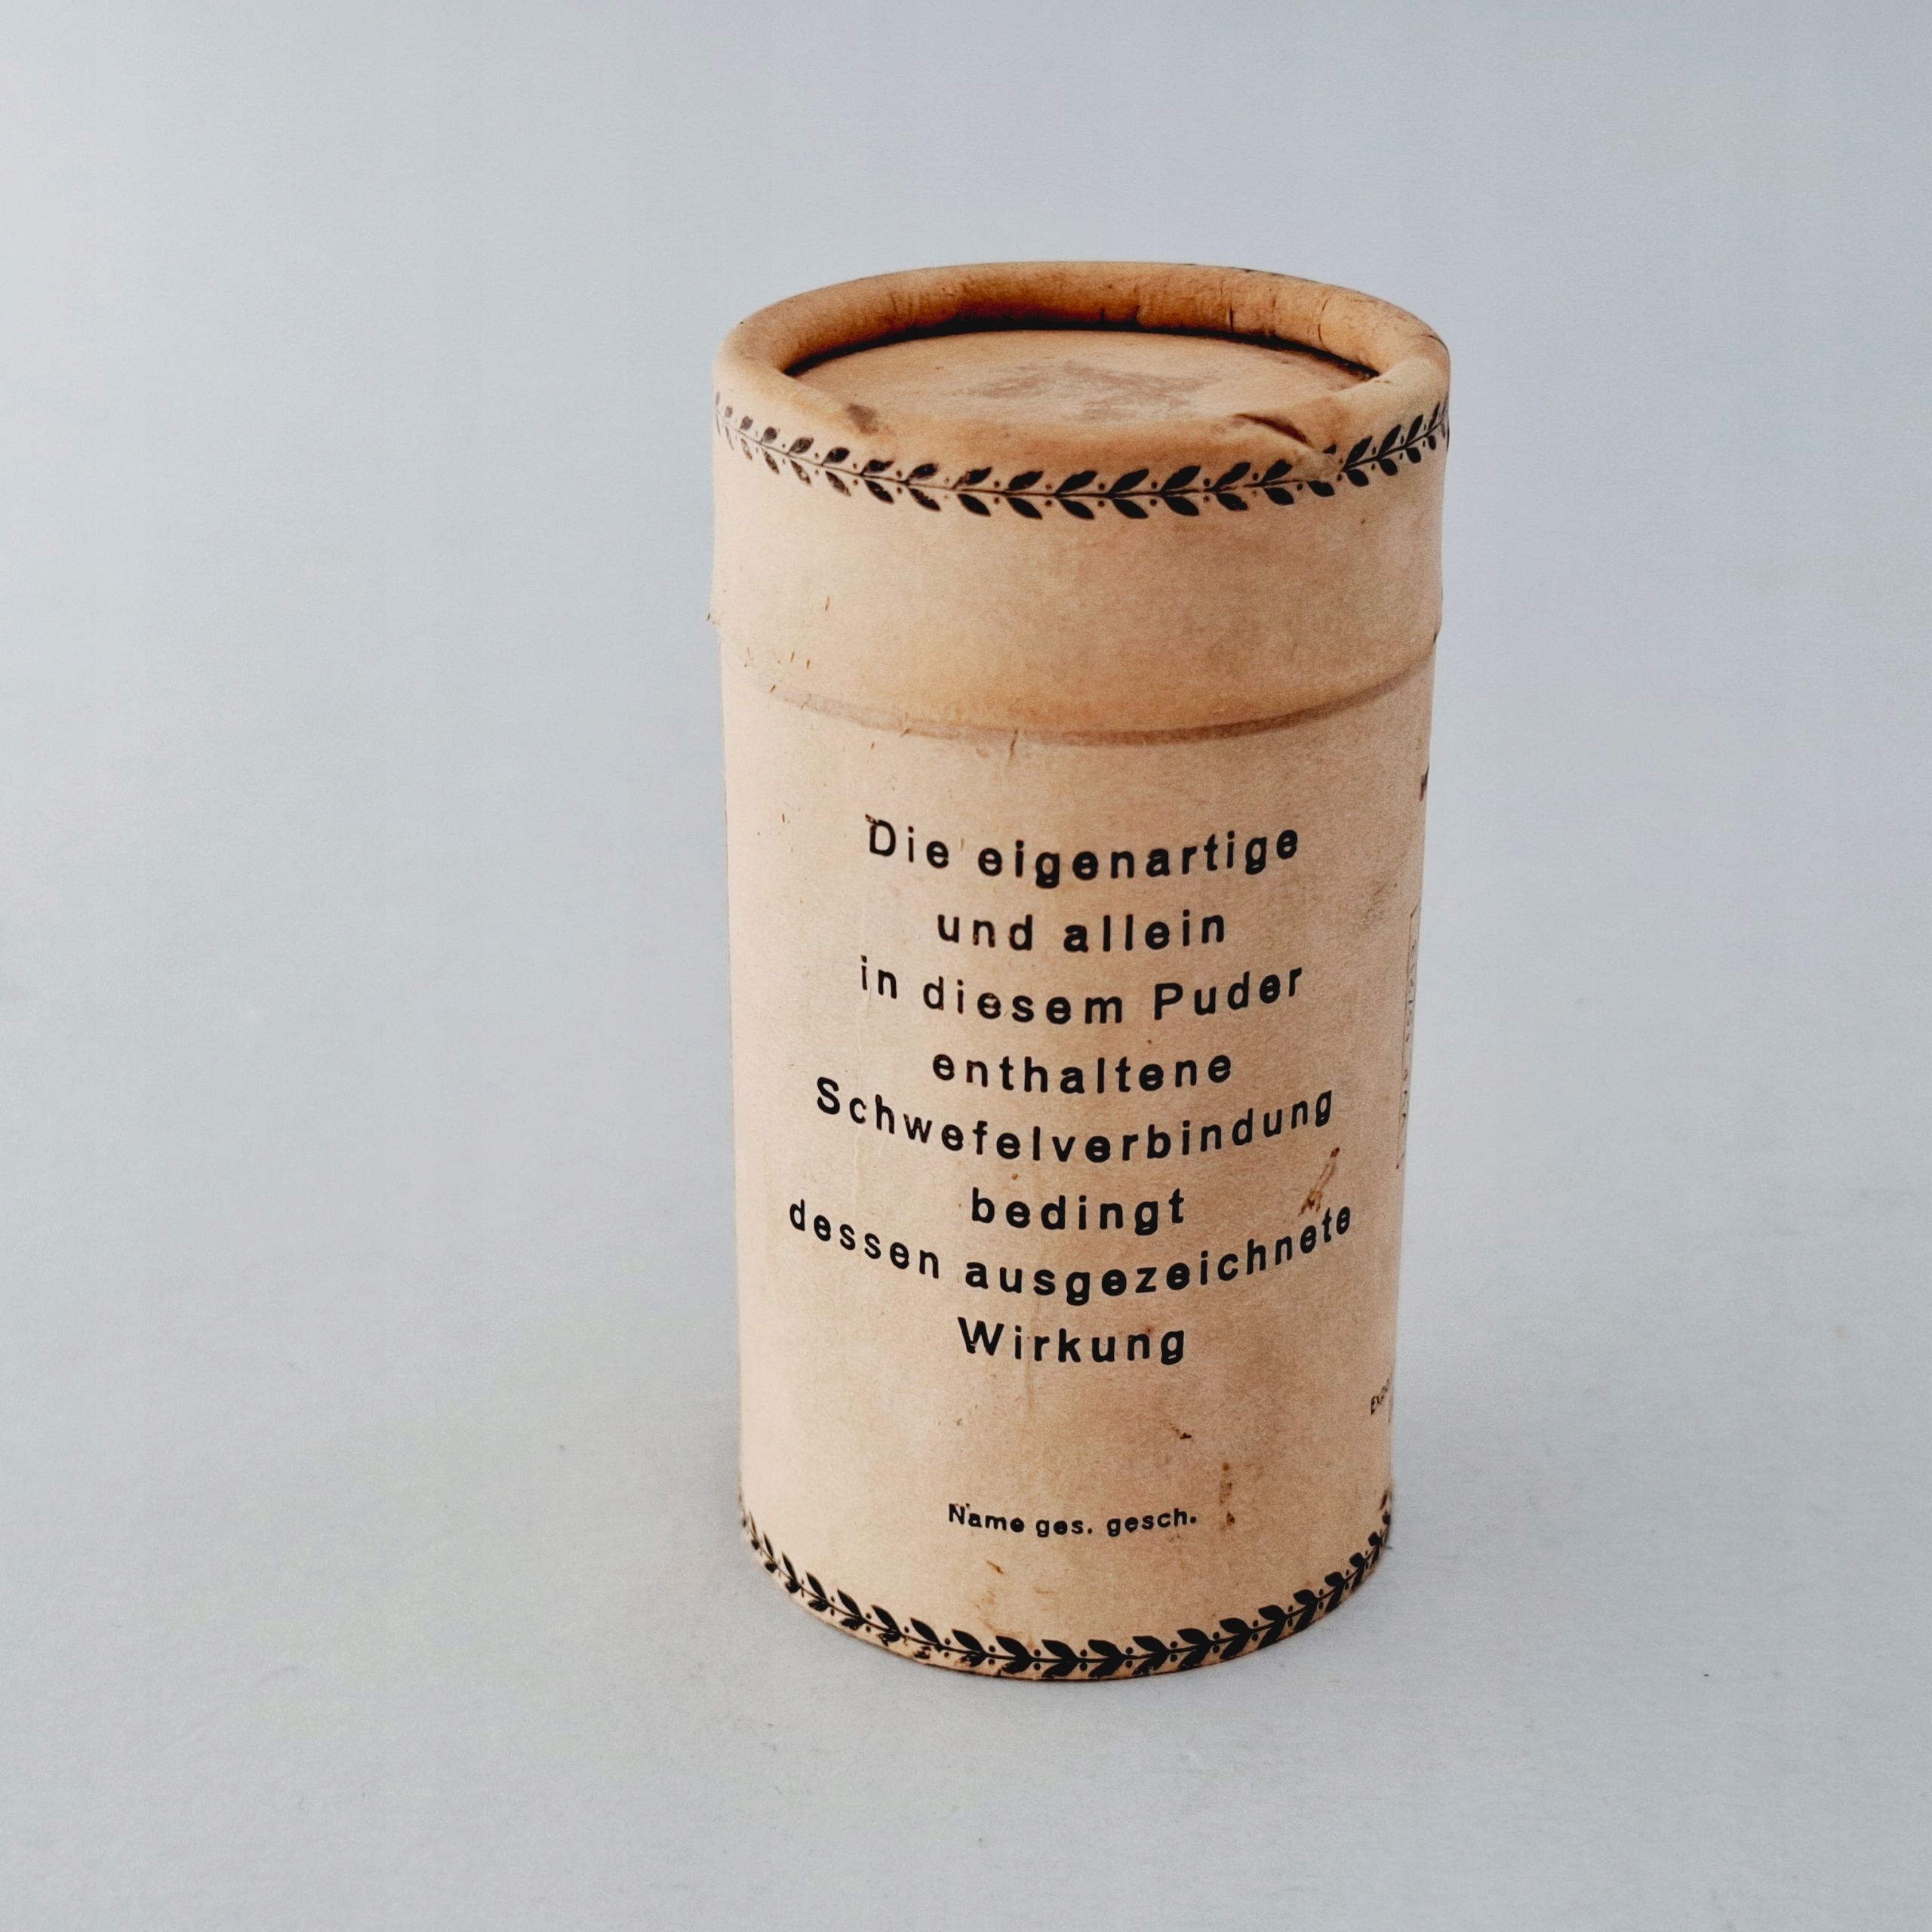 Die eigenartige
und allein
in diesem Puder
enthaltene
Schwefelverbindung
bedingt
dessen ausgezeichnete
Wirkung
Name ges. gesch.